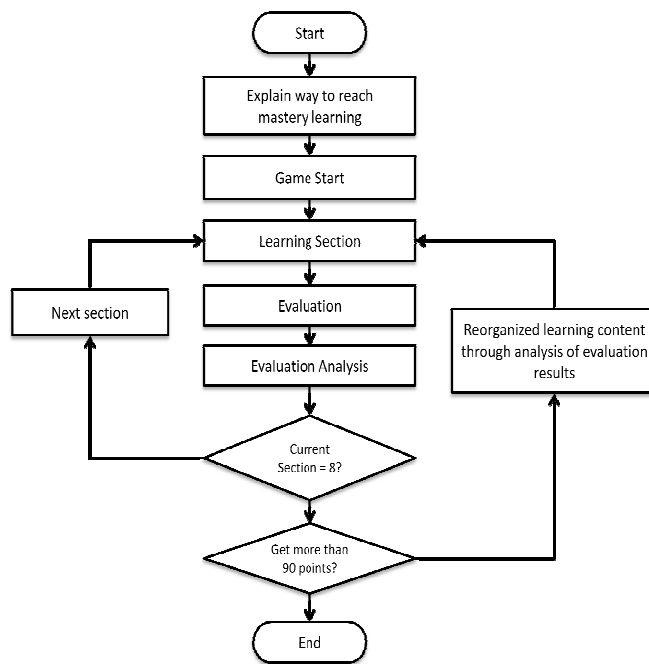 Start
Explain way to reach
mastery learning
Game Start
Learning Section
Next section
Evaluation
Reorganized learning content
through analysis of evaluation
results
Evaluation Analysis
Current
Section = 8?
Get more than
90 points?
End